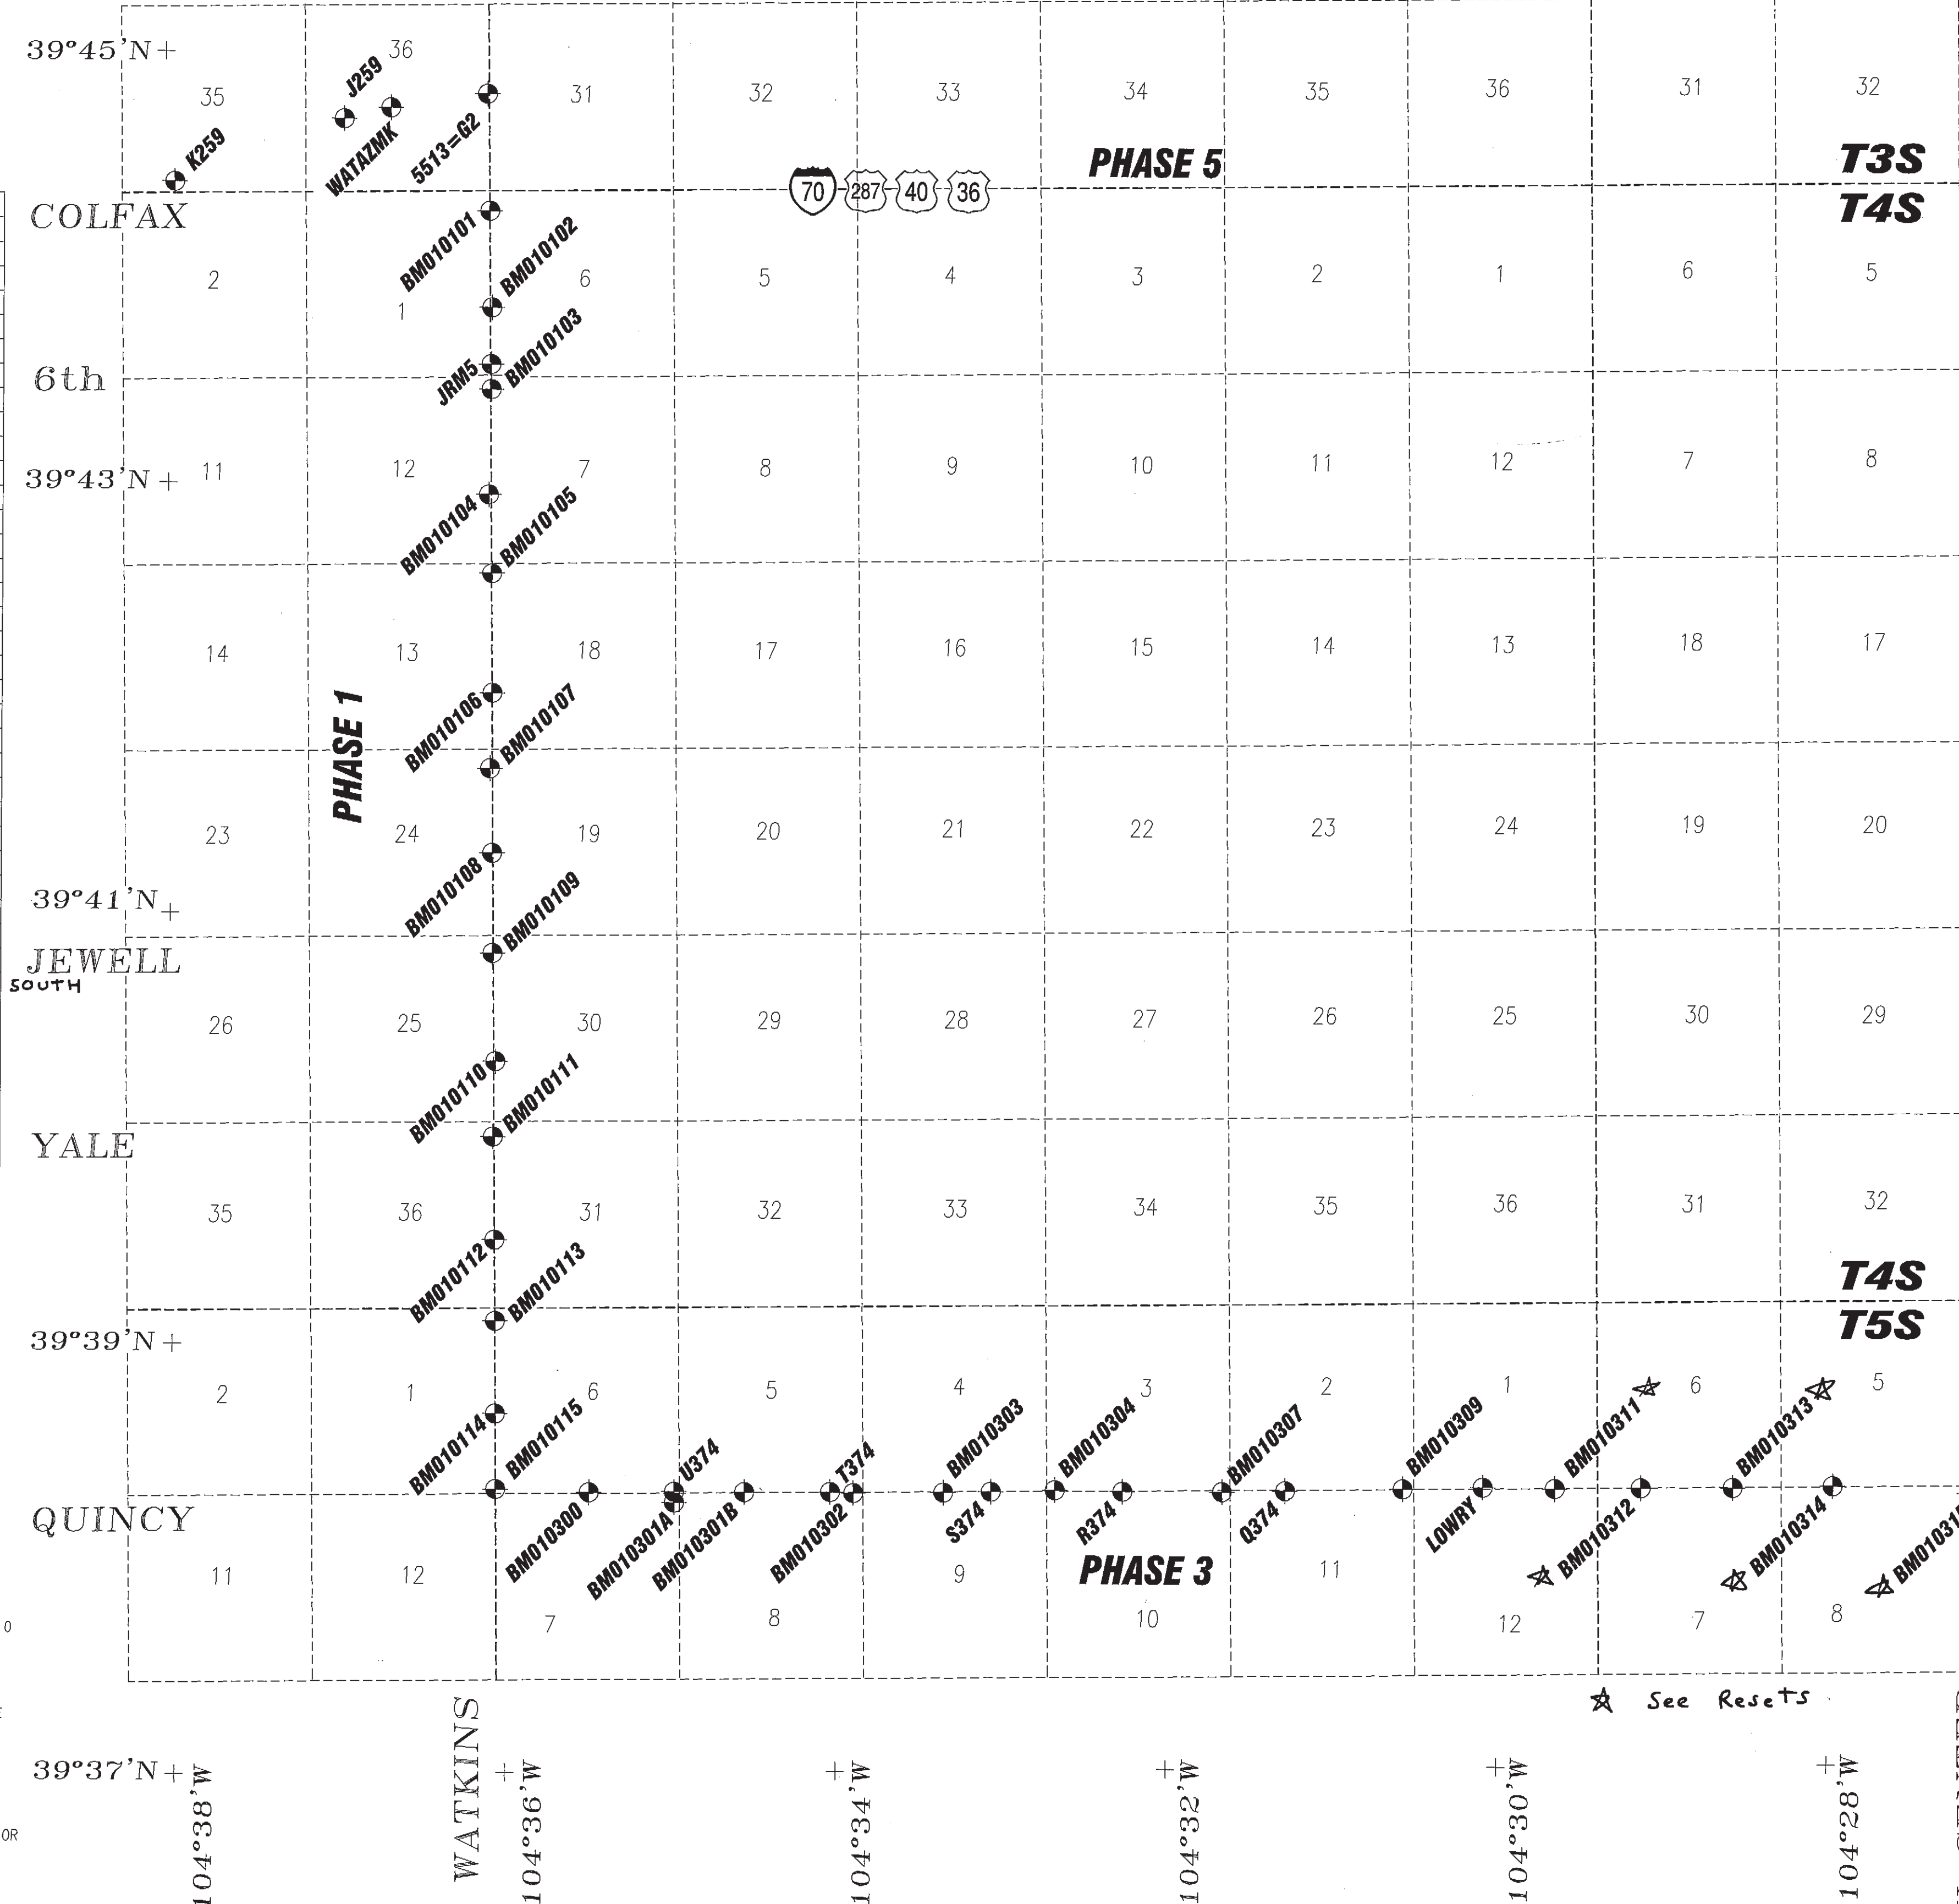 39°45'N+
35 36 31 32 33 34 35 36 31 32
J259
K259
WATAZMK
5513=G2
PHASE 5
T3S
70 287 40 36
COLFAX
T4S
BM010101
BM010102
2 1 6 5 4 3 2 1 6 5
JRM5
BM010103
6th
39°43'N+
11 12 7 8 9 10 11 12 7 8
BM010104
BM010105
14 13 18 17 16 15 14 13 18 17
PHASE 1
BM010106
BM010107
23 24 19 20 21 22 23 24 19 20
BM010108
BM010109
39°41'N+
JEWELL
SOUTH
26 25 30 29 28 27 26 25 30 29
BM010110
BM010111
YALE
35 36 31 32 33 34 35 36 31 32
BM010112
BM010113
T4S
T5S
39°39'N+
2 1 6 5 4 3 2 1 6 5
BM010114
BM010115
U374
T374
BM010303
BM010304
BM010307
BM010309
BM010311 ☆
BM010313 ☆
QUINCY
BM010300
BM010301A
BM010301B
BM010302
S374
R374
Q374
LOWRY
☆ BM010312
☆ BM010314
PHASE 3
11 12 7 8 9 10 11 12 7 8
☆ See Resets
0
OR
39°37'N+
104°38'W
WATKINS
104°36'W
104°34'W
104°32'W
104°30'W
104°28'W